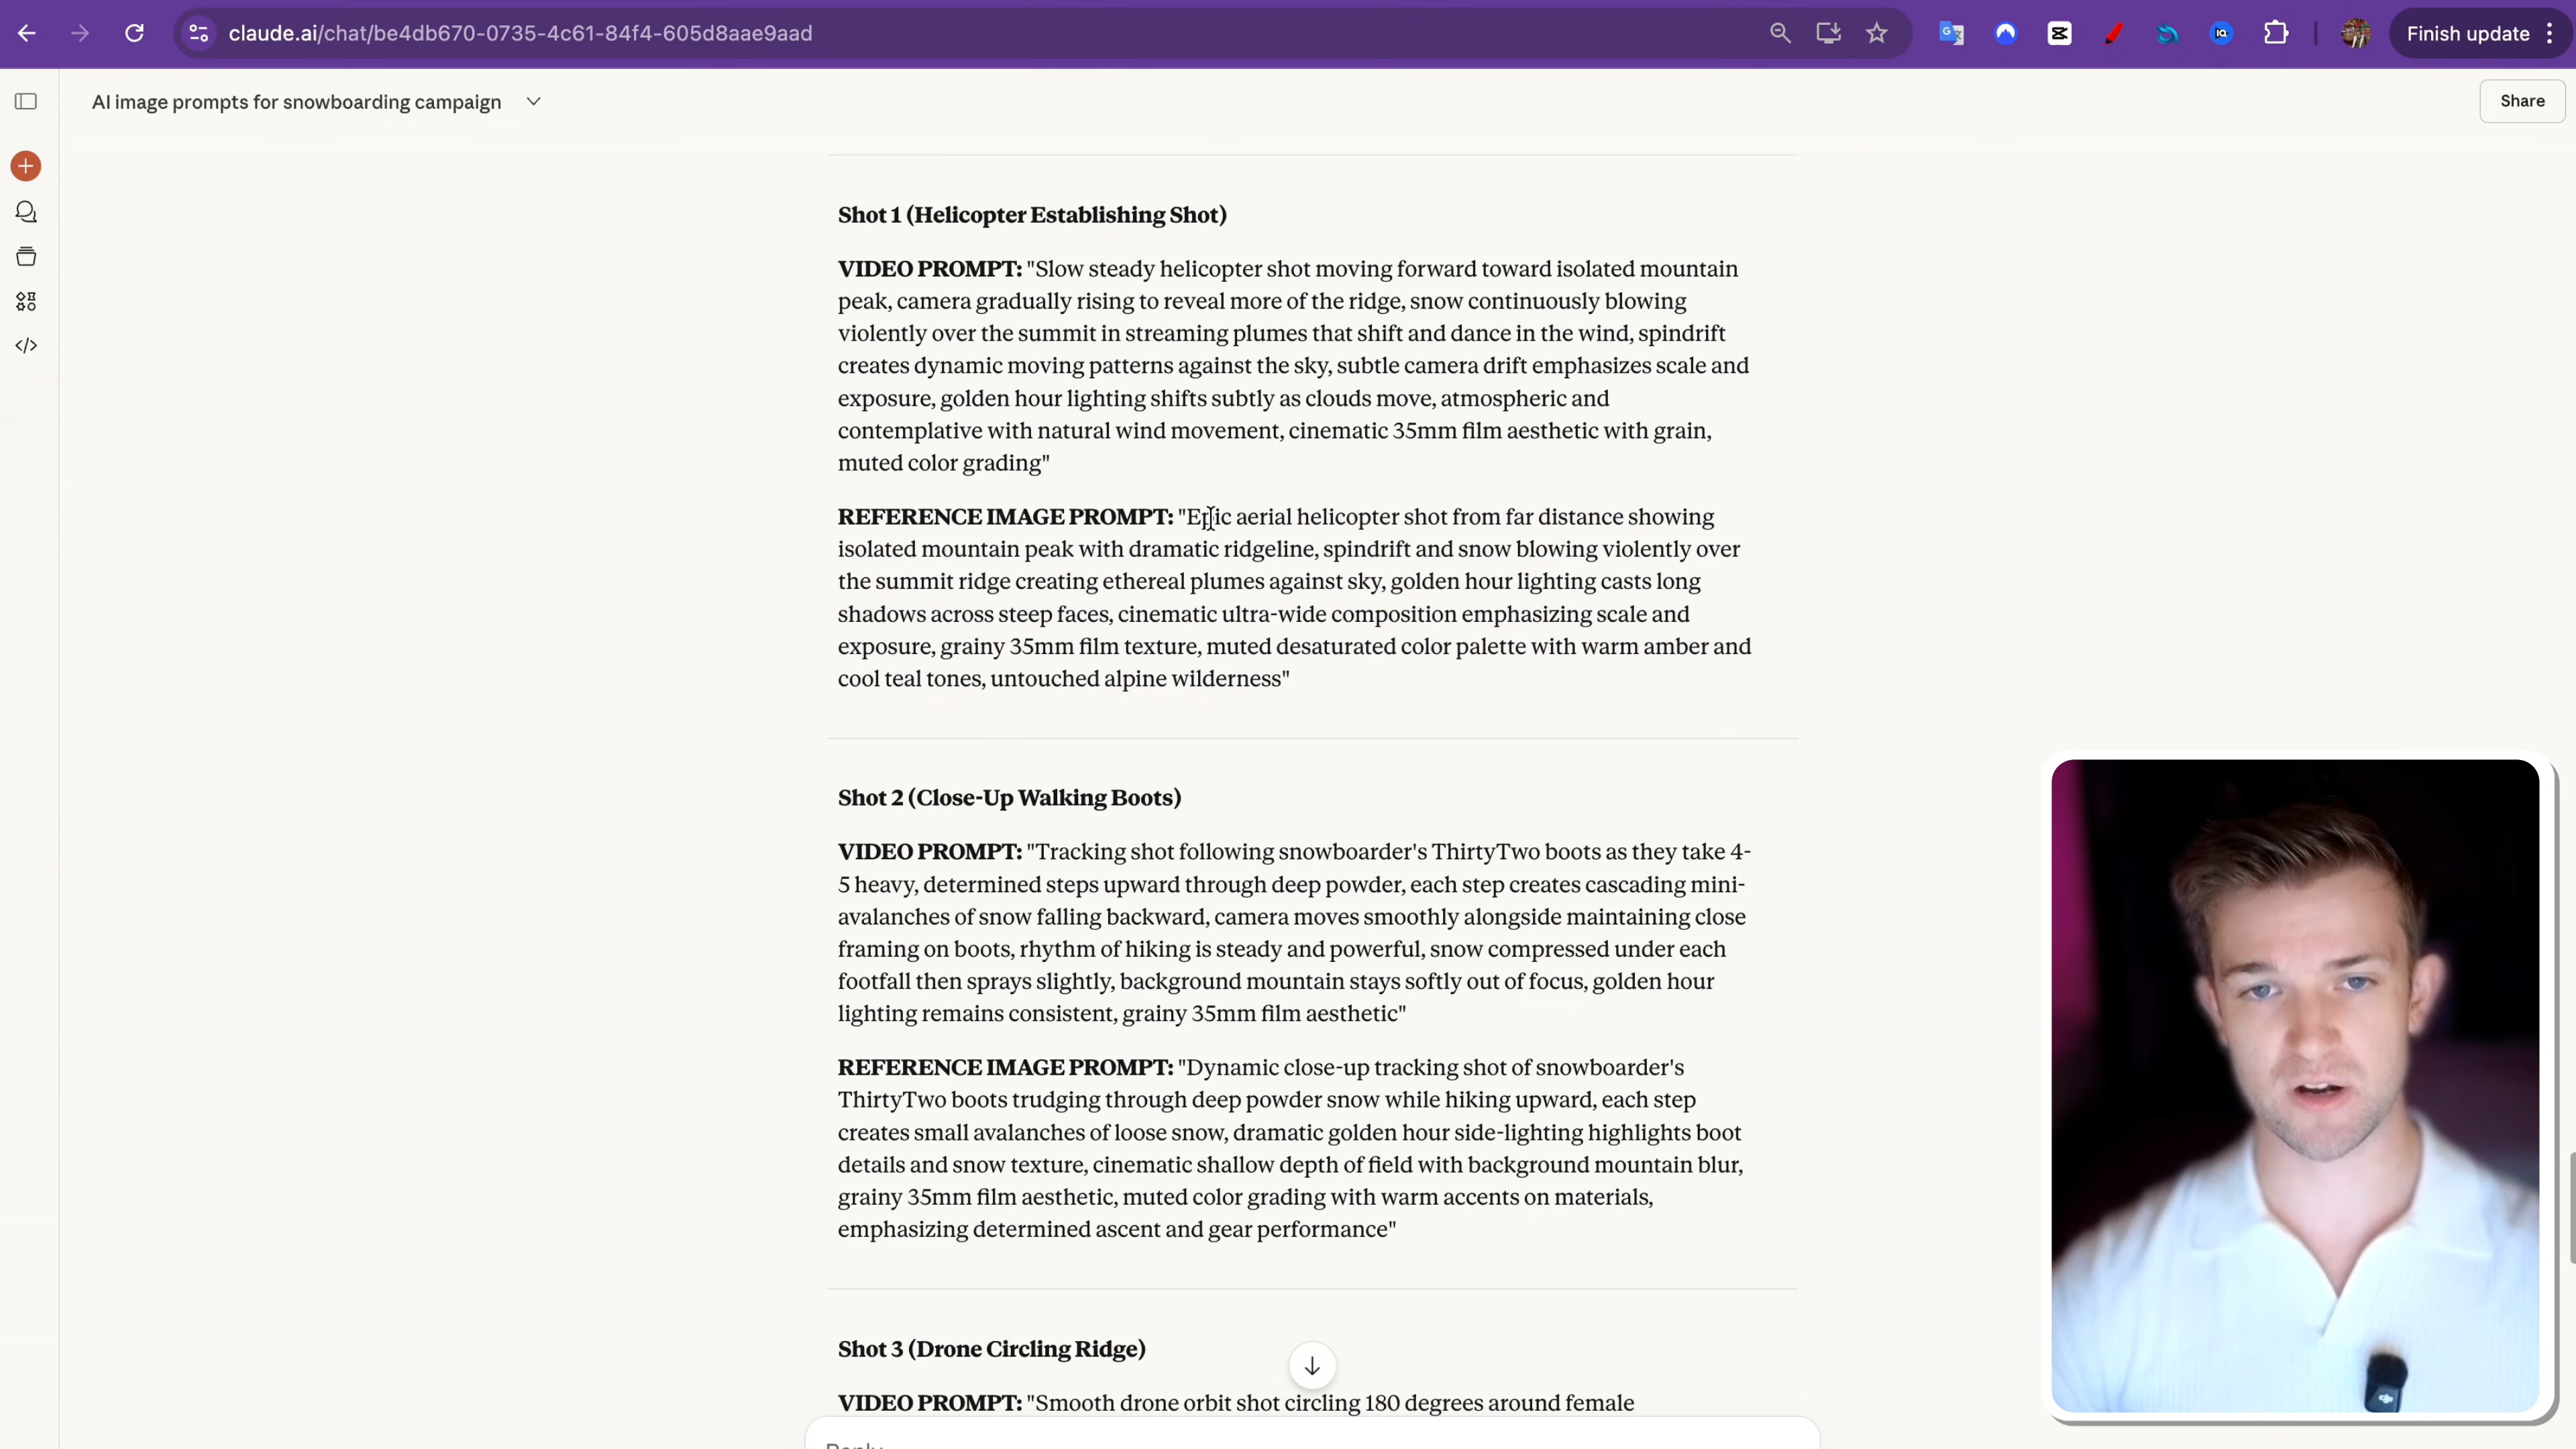 claude.ai/chat/be4db670-0735-4c61-84f4-605d8aae9aad
Finish update
AI image prompts for snowboarding campaign
Share
Shot 1 (Helicopter Establishing Shot)
VIDEO PROMPT: "Slow steady helicopter shot moving forward toward isolated mountain
peak, camera gradually rising to reveal more of the ridge, snow continuously blowing
violently over the summit in streaming plumes that shift and dance in the wind, spindrift
creates dynamic moving patterns against the sky, subtle camera drift emphasizes scale and
exposure, golden hour lighting shifts subtly as clouds move, atmospheric and
contemplative with natural wind movement, cinematic 35mm film aesthetic with grain,
muted color grading"
REFERENCE IMAGE PROMPT: "Epic aerial helicopter shot from far distance showing
isolated mountain peak with dramatic ridgeline, spindrift and snow blowing violently over
the summit ridge creating ethereal plumes against sky, golden hour lighting casts long
shadows across steep faces, cinematic ultra-wide composition emphasizing scale and
exposure, grainy 35mm film texture, muted desaturated color palette with warm amber and
cool teal tones, untouched alpine wilderness"
Shot 2 (Close-Up Walking Boots)
VIDEO PROMPT: "Tracking shot following snowboarder's ThirtyTwo boots as they take 4-
5 heavy, determined steps upward through deep powder, each step creates cascading mini-
avalanches of snow falling backward, camera moves smoothly alongside maintaining close
framing on boots, rhythm of hiking is steady and powerful, snow compressed under each
footfall then sprays slightly, background mountain stays softly out of focus, golden hour
lighting remains consistent, grainy 35mm film aesthetic"
REFERENCE IMAGE PROMPT: "Dynamic close-up tracking shot of snowboarder's
ThirtyTwo boots trudging through deep powder snow while hiking upward, each step
creates small avalanches of loose snow, dramatic golden hour side-lighting highlights boot
details and snow texture, cinematic shallow depth of field with background mountain blur,
grainy 35mm film aesthetic, muted color grading with warm accents on materials,
emphasizing determined ascent and gear performance"
Shot 3 (Drone Circling Ridge)
VIDEO PROMPT: "Smooth drone orbit shot circling 180 degrees around female